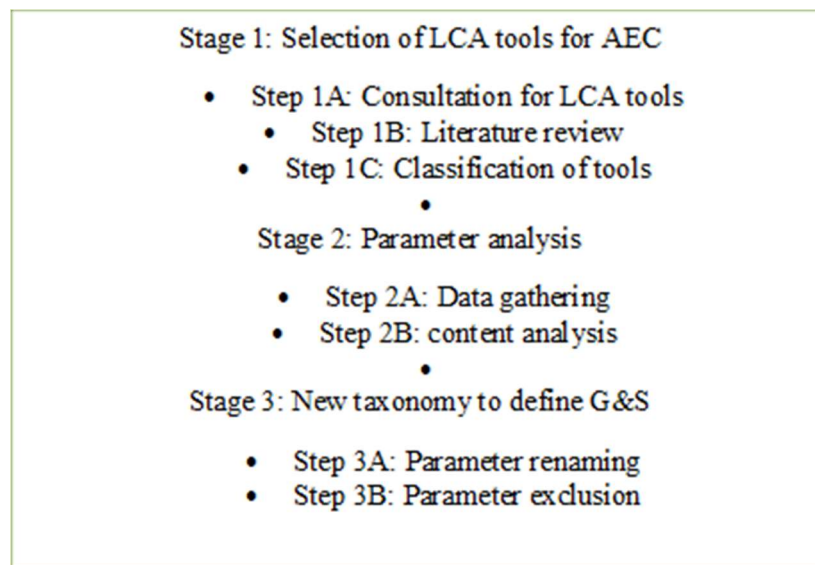 Stage 1: Selection of LCA tools for AEC
• Step 1A: Consultation for LCA tools
• Step 1B: Literature review
• Step 1C: Classification of tools
•
Stage 2: Parameter analysis
• Step 2A: Data gathering
• Step 2B: content analysis
•
Stage 3: New taxonomy to define G&S
• Step 3A: Parameter renaming
• Step 3B: Parameter exclusion